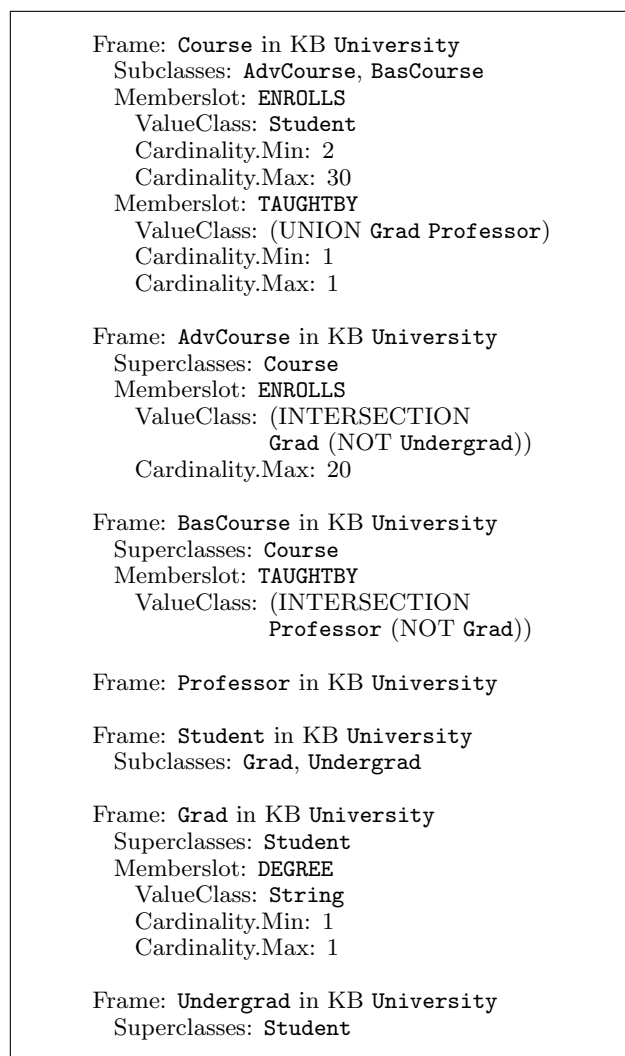 Frame: Course in KB University
Subclasses: AdvCourse, BasCourse
Memberslot: ENROLLS
ValueClass: Student
Cardinality.Min: 2
Cardinality.Max: 30
Memberslot: TAUGHTBY
ValueClass: (UNION Grad Professor)
Cardinality.Min: 1
Cardinality.Max: 1
Frame: AdvCourse in KB University
Superclasses: Course
Memberslot: ENROLLS
ValueClass: (INTERSECTION
Grad (NOT Undergrad))
Cardinality.Max: 20
Frame: BasCourse in KB University
Superclasses: Course
Memberslot: TAUGHTBY
ValueClass: (INTERSECTION
Professor (NOT Grad))
Frame: Professor in KB University
Frame: Student in KB University
Subclasses: Grad, Undergrad
Frame: Grad in KB University
Superclasses: Student
Memberslot: DEGREE
ValueClass: String
Cardinality.Min: 1
Cardinality.Max: 1
Frame: Undergrad in KB University
Superclasses: Student